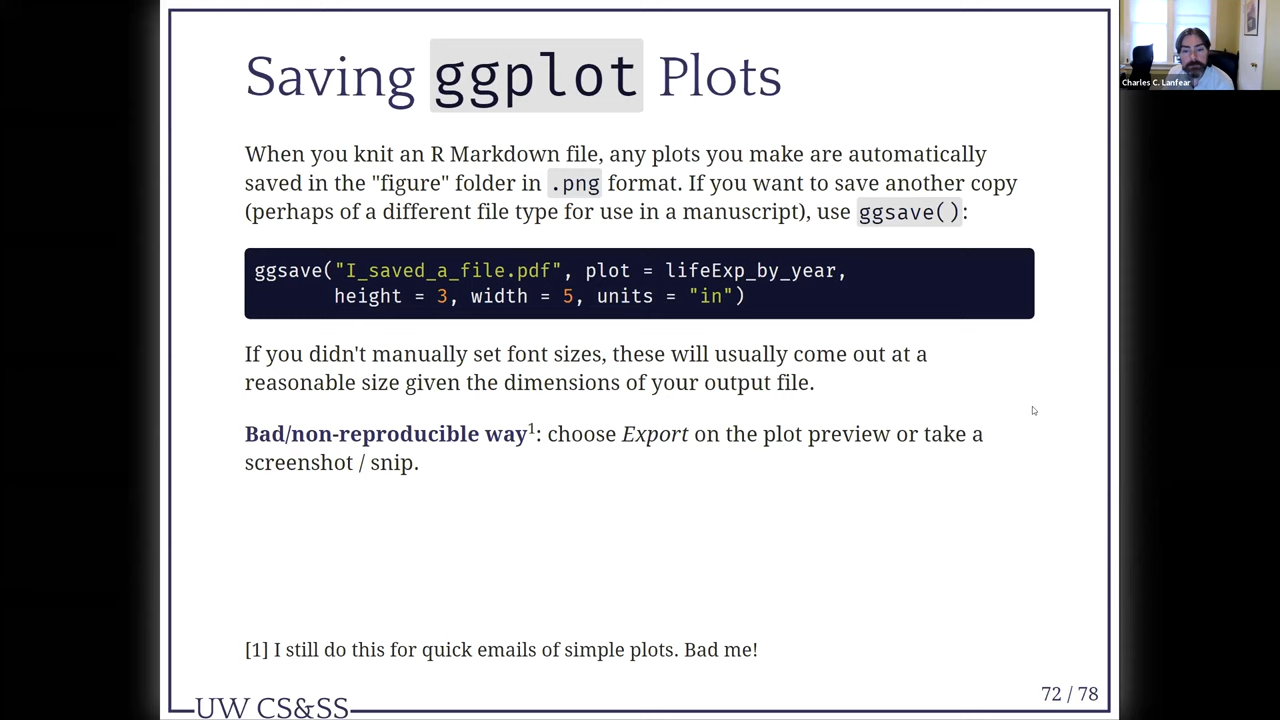 Saving ggplot Plots
Charles C. Lanfear
When you knit an R Markdown file, any plots you make are automatically
saved in the "figure" folder in .png format. If you want to save another copy
(perhaps of a different file type for use in a manuscript), use ggsave():
ggsave("I_saved_a_file.pdf", plot = lifeExp_by_year,
height = 3, width = 5, units = "in")
If you didn't manually set font sizes, these will usually come out at a
reasonable size given the dimensions of your output file.
Bad/non-reproducible way1: choose Export on the plot preview or take a
screenshot / snip.
[1] I still do this for quick emails of simple plots. Bad me!
72 / 78
UW CS&SS